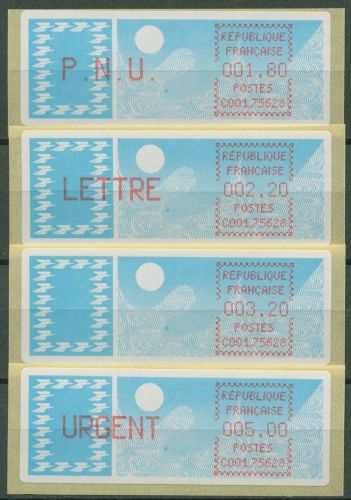 P.N.U.
RÉPUBLIQUE
FRANÇAISE
001,80
POSTES
C001.75628
LETTRE
RÉPUBLIQUE
FRANÇAISE
002,20
POSTES
C001.75628
RÉPUBLIQUE
FRANÇAISE
003,20
POSTES
C001.75628
URGENT
RÉPUBLIQUE
FRANÇAISE
005,00
POSTES
C001.75628